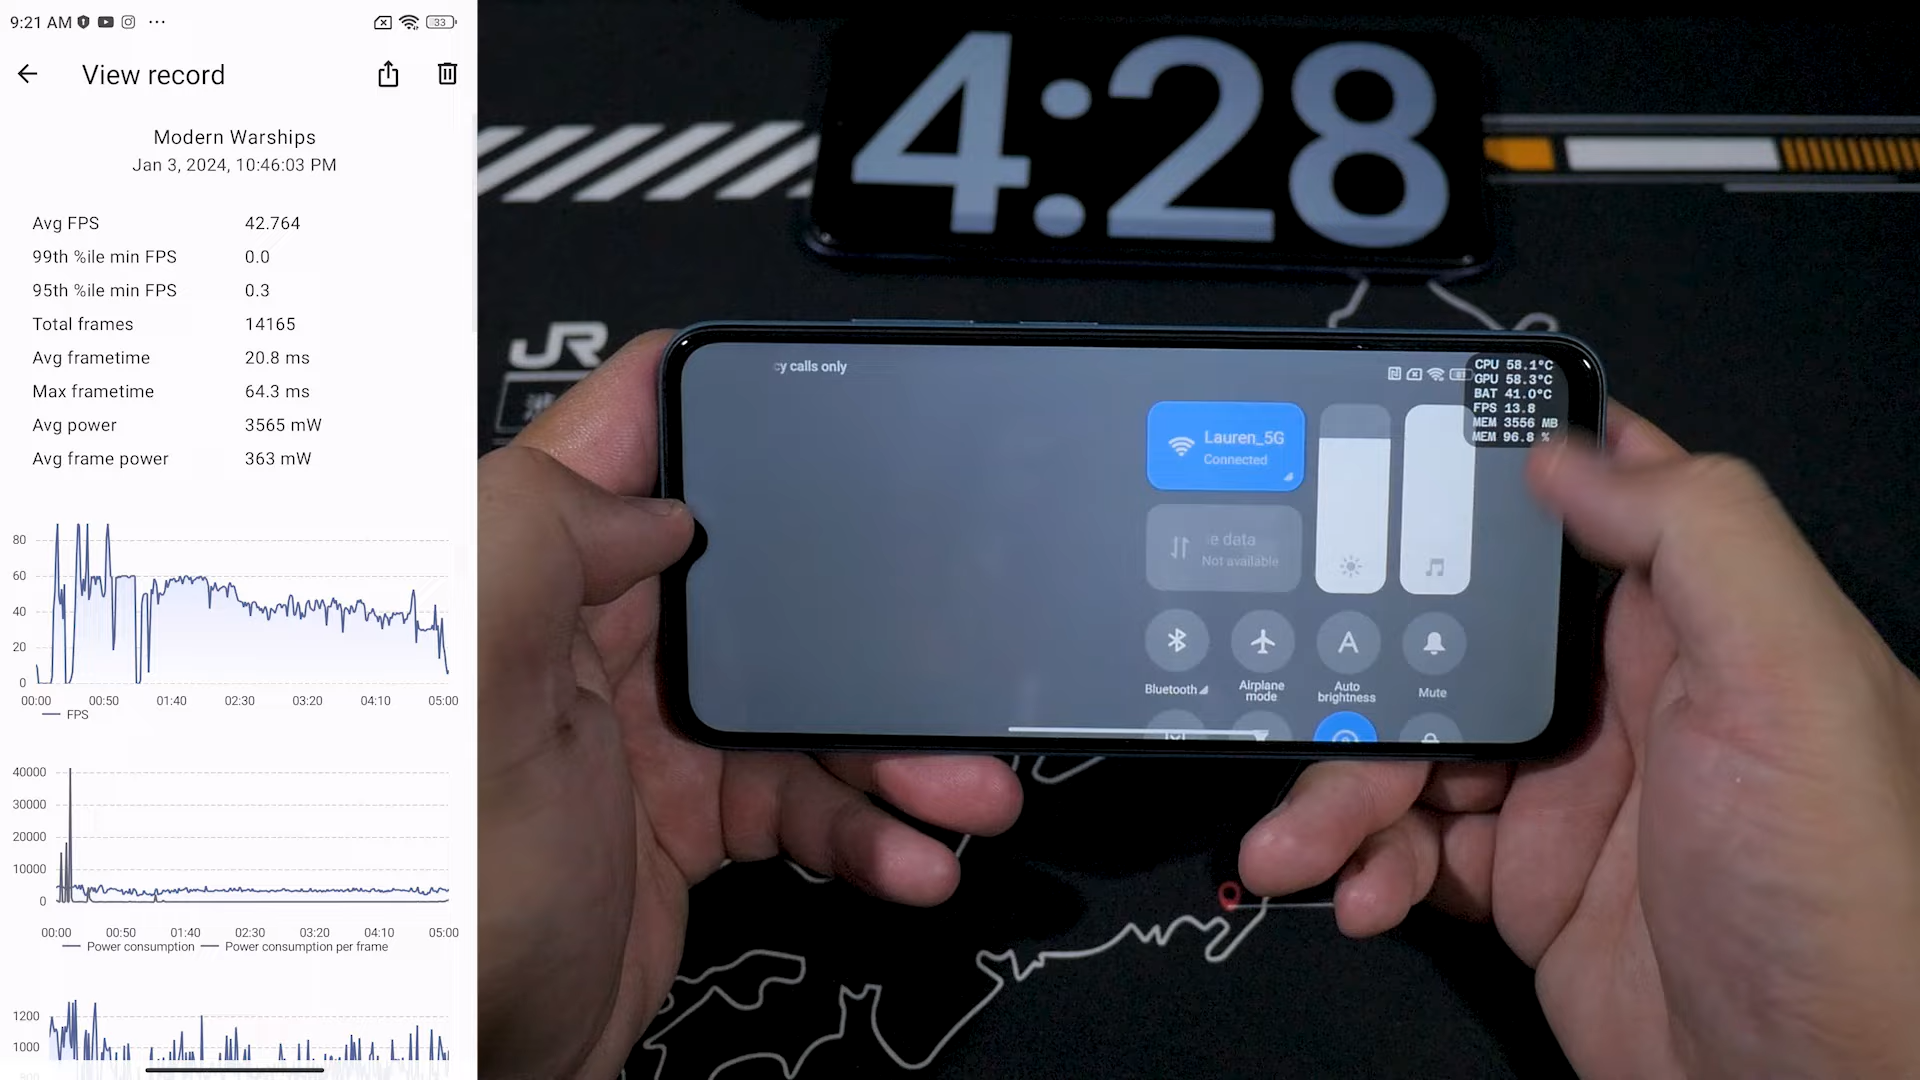 9:21 AM
33
View record
Modern Warships
Jan 3, 2024, 10:46:03 PM
Avg FPS 42.764
99th %ile min FPS 0.0
95th %ile min FPS 0.3
Total frames 14165
Avg frametime 20.8 ms
Max frametime 64.3 ms
Avg power 3565 mW
Avg frame power 363 mW
80
60
40
20
0
00:00 00:50 01:40 02:30 03:20 04:10 05:00
FPS
40000
30000
20000
10000
0
00:00 00:50 01:40 02:30 03:20 04:10 05:00
Power consumption Power consumption per frame
1200
1000
4:28
JR
cy calls only
CPU 58.1°C
GPU 58.3°C
BAT 41.0°C
FPS 13.8
MEM 3556 MB
MEM 96.8 %
Lauren_5G
Connected
e data
Not available
A
Bluetooth
Airplane mode
Auto brightness
Mute